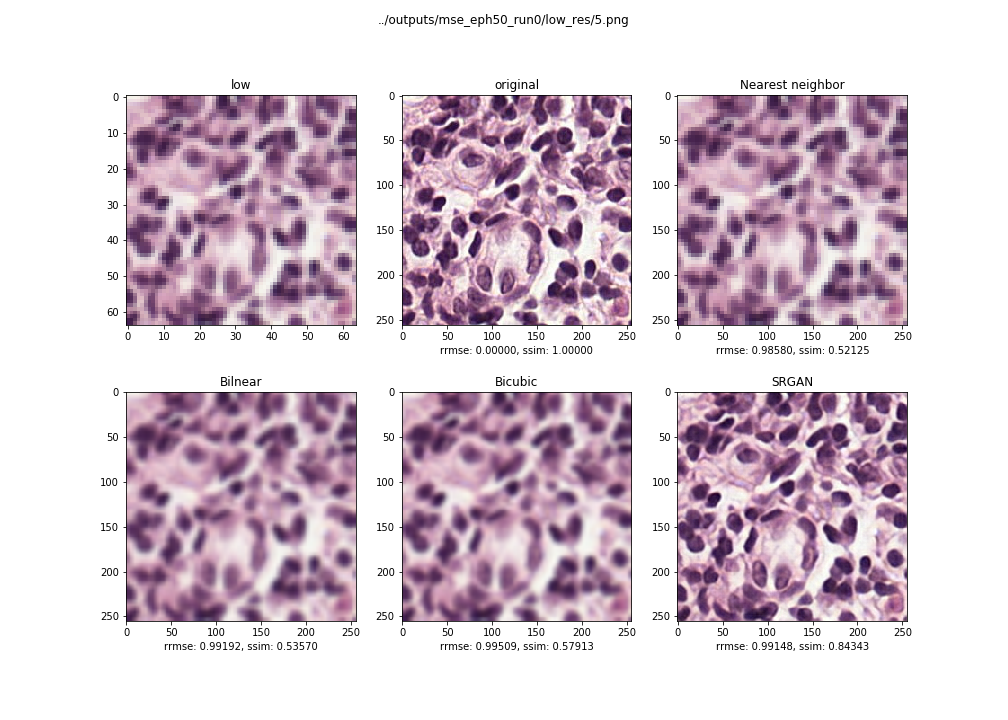 ../outputs/mse_eph50_run0/low_res/5.png
low
original
Nearest neighbor
0
10
20
30
40
50
60
0 10 20 30 40 50 60
0
50
100
150
200
250
0 50 100 150 200 250
rrmse: 0.00000, ssim: 1.00000
0
50
100
150
200
250
0 50 100 150 200 250
rrmse: 0.98580, ssim: 0.52125
Bilnear
Bicubic
SRGAN
0
50
100
150
200
250
0 50 100 150 200 250
rrmse: 0.99192, ssim: 0.53570
0
50
100
150
200
250
0 50 100 150 200 250
rrmse: 0.99509, ssim: 0.57913
0
50
100
150
200
250
0 50 100 150 200 250
rrmse: 0.99148, ssim: 0.84343